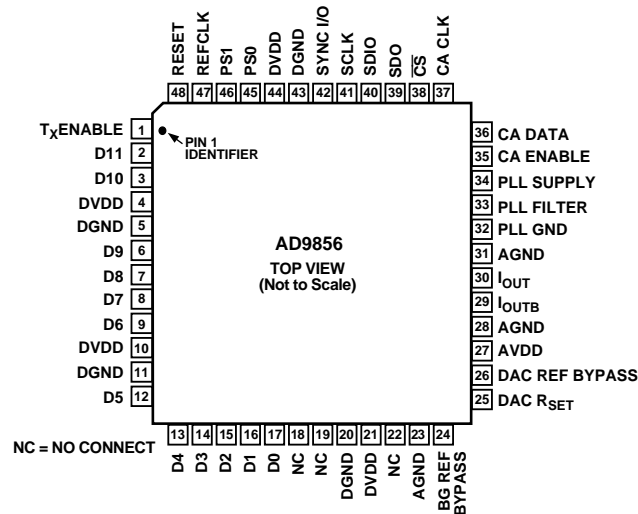 RESET
REFCLK
PS1
PS0
DVDD
DGND
SYNC I/O
SCLK
SDIO
SDO
CS
CA CLK
48 47 46 45 44 43 42 41 40 39 38 37
TXENABLE 1
D11 2
D10 3
DVDD 4
DGND 5
D9 6
D8 7
D7 8
D6 9
DVDD 10
DGND 11
D5 12
PIN 1
IDENTIFIER
AD9856
TOP VIEW
(Not to Scale)
36 CA DATA
35 CA ENABLE
34 PLL SUPPLY
33 PLL FILTER
32 PLL GND
31 AGND
30 IOUT
29 IOUTB
28 AGND
27 AVDD
26 DAC REF BYPASS
25 DAC RSET
NC = NO CONNECT
13 14 15 16 17 18 19 20 21 22 23 24
D4
D3
D2
D1
D0
NC
NC
DGND
DVDD
NC
AGND
BG REF
BYPASS